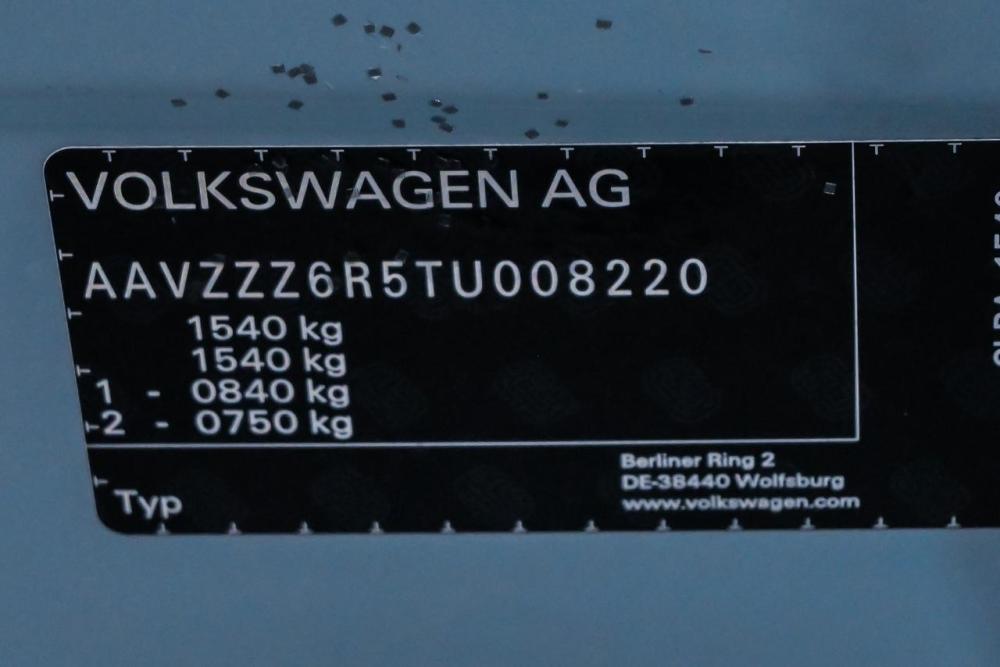 VOLKSWAGEN AG
AAVZZZ6R5TU008220
1540 kg
1540 kg
1 - 0840 kg
2 - 0750 kg
Berliner Ring 2
DE-38440 Wolfsburg
www.volkswagen.com
Typ